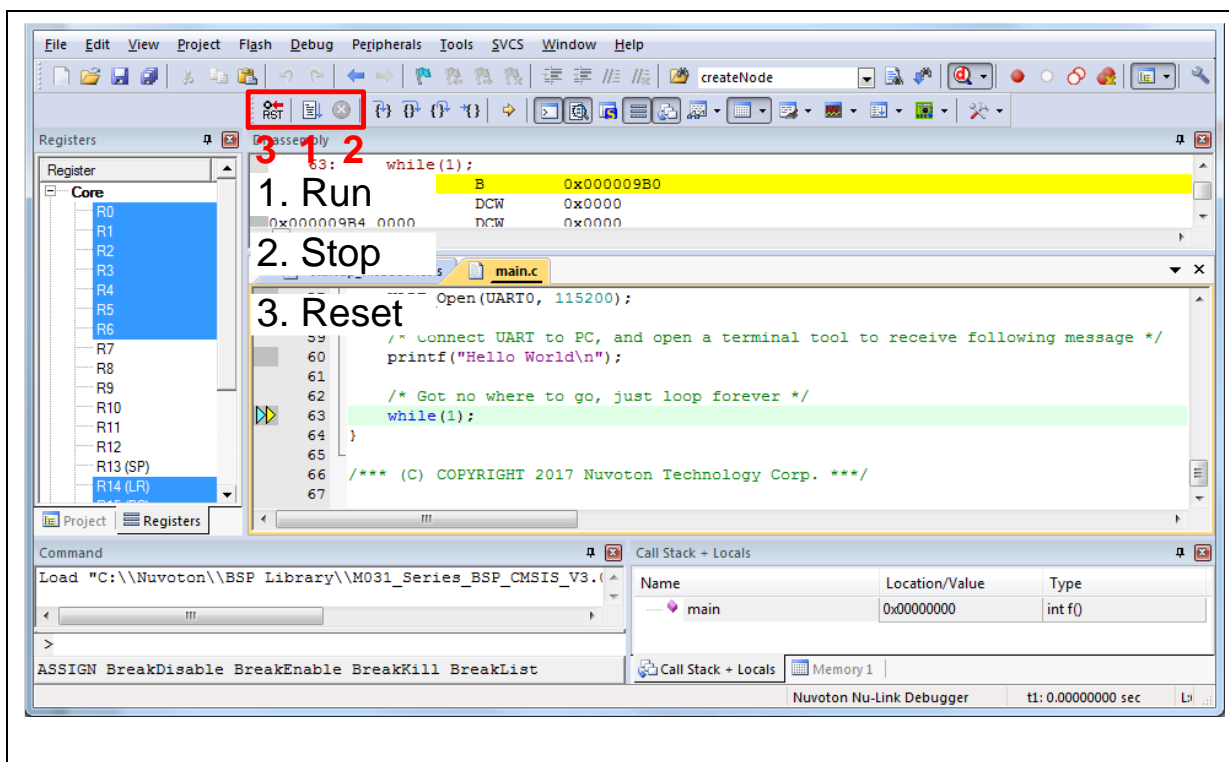 File Edit View Project Flash Debug Peripherals Tools SVCS Window Help
createNode
RST
3 1 2
Registers
Disassembly
Register
Core
R0
R1
R2
R3
R4
R5
R6
R7
R8
R9
R10
R11
R12
R13 (SP)
R14 (LR)
Project Registers
63: while(1);
B 0x000009B0
DCW 0x0000
0x000009B4 0000 DCW 0x0000
1. Run
2. Stop
3. Reset
main.c
Open(UART0, 115200);
59 /* Connect UART to PC, and open a terminal tool to receive following message */
60 printf("Hello World\n");
61
62 /* Got no where to go, just loop forever */
63 while(1);
64 }
65
66 /*** (C) COPYRIGHT 2017 Nuvoton Technology Corp. ***/
67
Command
Load "C:\\Nuvoton\\BSP Library\\M031_Series_BSP_CMSIS_V3.
>
ASSIGN BreakDisable BreakEnable BreakKill BreakList
Call Stack + Locals
Name Location/Value Type
main 0x00000000 int f()
Call Stack + Locals Memory 1
Nuvoton Nu-Link Debugger t1: 0.00000000 sec